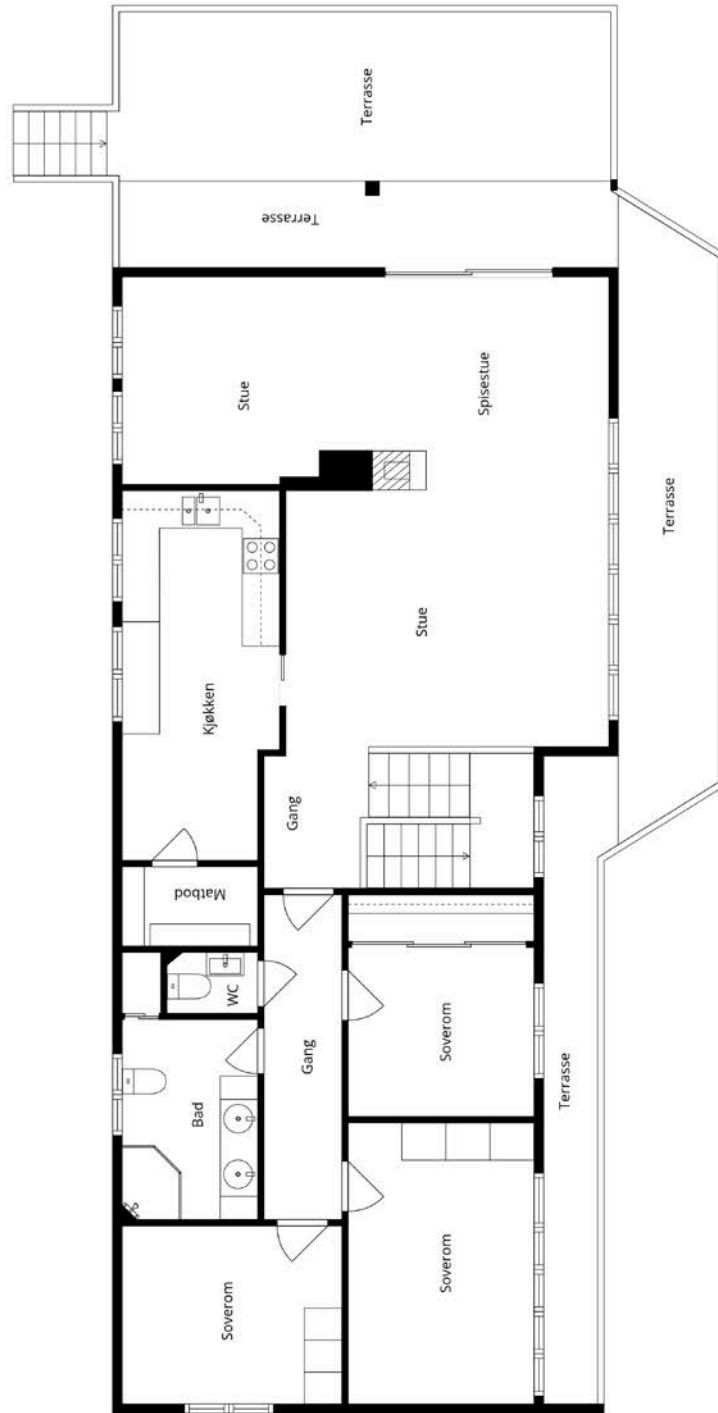 Terrasse
Terrasse
Stue
Spisestue
Terrasse
Stue
Kjøkken
Gang
Matbod
WC
Gang
Soverom
Terrasse
Bad
Soverom
Soverom